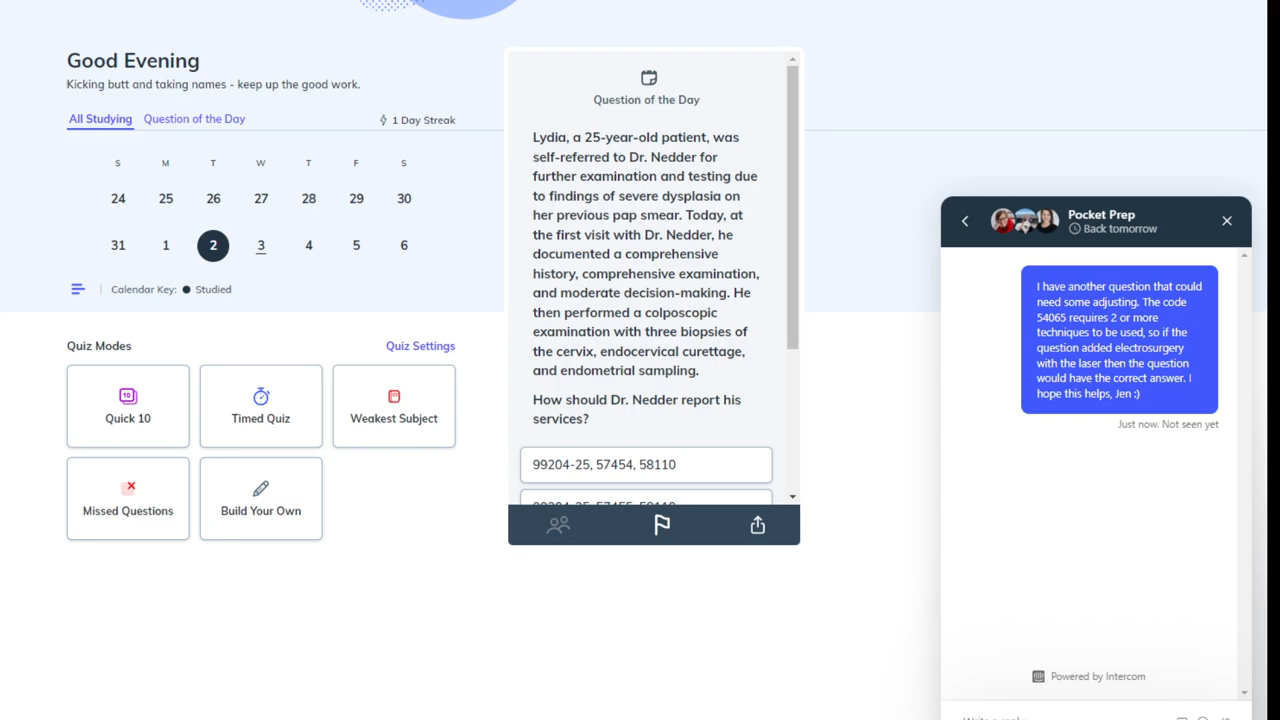 Good Evening
Kicking butt and taking names - keep up the good work.
All Studying
Question of the Day
1 Day Streak
S M T W T F S
24 25 26 27 28 29 30
31 1 2 3 4 5 6
Calendar Key: Studied
Quiz Modes
Quiz Settings
10
Quick 10
Timed Quiz
Weakest Subject
Missed Questions
Build Your Own
Question of the Day
Lydia, a 25-year-old patient, was
self-referred to Dr. Nedder for
further examination and testing due
to findings of severe dysplasia on
her previous pap smear. Today, at
the first visit with Dr. Nedder, he
documented a comprehensive
history, comprehensive examination,
and moderate decision-making. He
then performed a colposcopic
examination with three biopsies of
the cervix, endocervical curettage,
and endometrial sampling.
How should Dr. Nedder report his
services?
99204-25, 57454, 58110
Pocket Prep
Back tomorrow
I have another question that could
need some adjusting. The code
54065 requires 2 or more
techniques to be used, so if the
question added electrosurgery
with the laser then the question
would have the correct answer. I
hope this helps, Jen :)
Just now. Not seen yet
Powered by Intercom
Write a reply